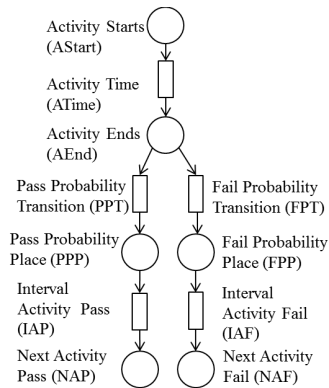 Activity Starts
(AStart)
Activity Time
(ATime)
Activity Ends
(AEnd)
Pass Probability
Transition (PPT)
Fail Probability
Transition (FPT)
Pass Probability
Place (PPP)
Fail Probability
Place (FPP)
Interval
Activity Pass
(IAP)
Interval
Activity Fail
(IAF)
Next Activity
Pass (NAP)
Next Activity
Fail (NAF)